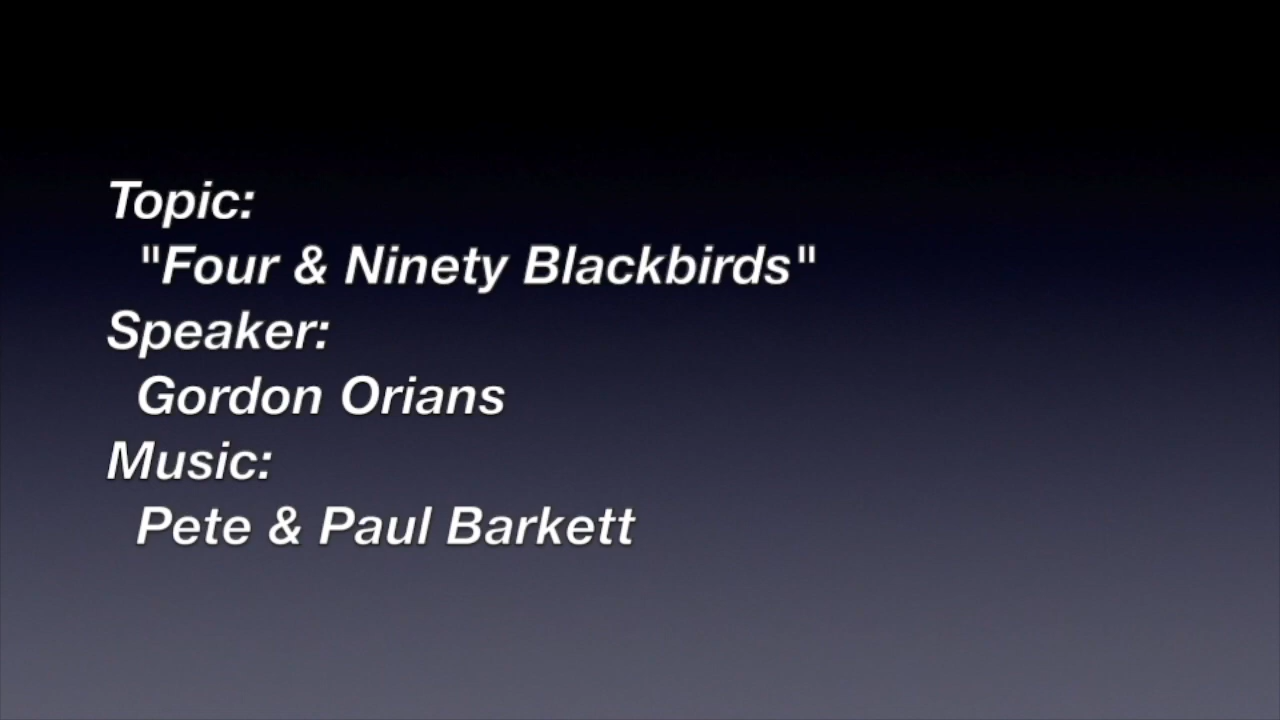 Topic:
"Four & Ninety Blackbirds"
Speaker:
Gordon Orians
Music:
Pete & Paul Barkett